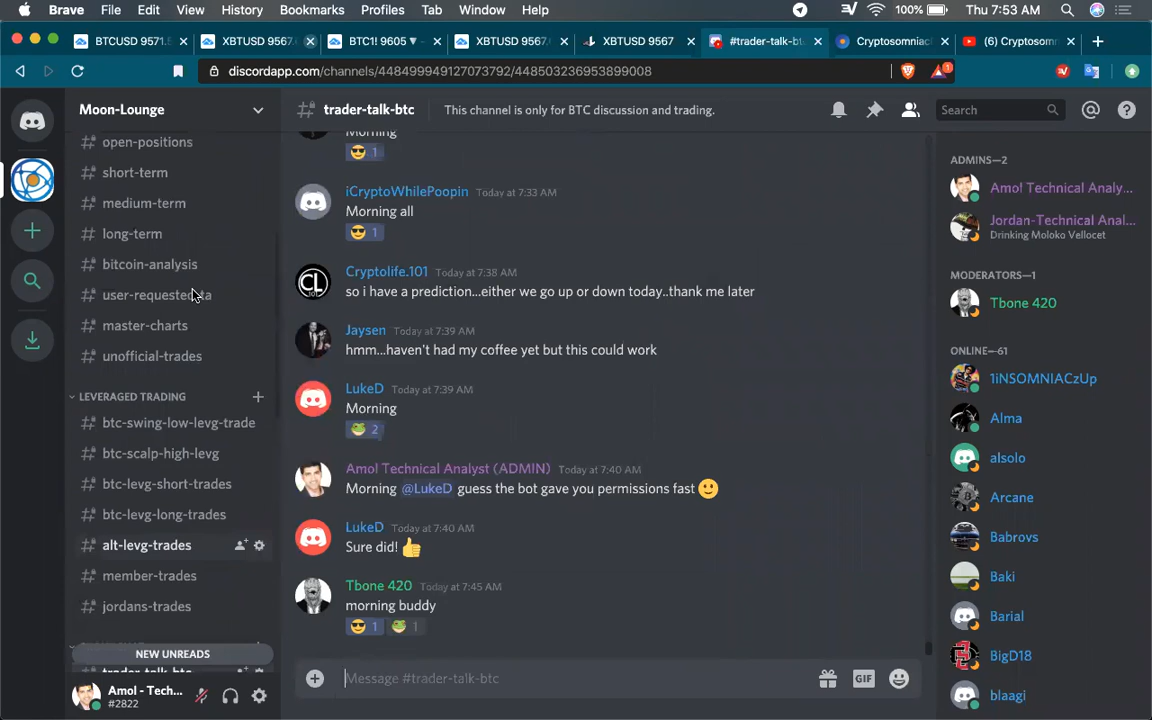 Brave File Edit View History Bookmarks Profiles Tab Window Help 100% Thu 7:53 AM
BTCUSD 9571. XBTUSD 9567. BTC1! 9605 ▼ XBTUSD 9567. XBTUSD 9567 #trader-talk-bt Cryptosomniac (6) Cryptosomn
discordapp.com/channels/448499949127073792/448503236953899008 1
Moon-Lounge
open-positions
short-term
medium-term
long-term
bitcoin-analysis
user-requested-ta
master-charts
unofficial-trades
LEVERAGED TRADING
btc-swing-low-levg-trade
btc-scalp-high-levg
btc-levg-short-trades
btc-levg-long-trades
alt-levg-trades
member-trades
jordans-trades
NEW UNREADS
trader-talk-btc
Amol - Tech...
#2822
trader-talk-btc This channel is only for BTC discussion and trading.
Search
Morning
1
iCryptoWhilePoopin Today at 7:33 AM
Morning all
1
Cryptolife.101 Today at 7:38 AM
so i have a prediction...either we go up or down today..thank me later
CL
Jaysen Today at 7:39 AM
hmm...haven't had my coffee yet but this could work
LukeD Today at 7:39 AM
Morning
2
Amol Technical Analyst (ADMIN) Today at 7:40 AM
Morning @LukeD guess the bot gave you permissions fast
LukeD Today at 7:40 AM
Sure did!
Tbone 420 Today at 7:45 AM
morning buddy
1 1
Message #trader-talk-btc
GIF
ADMINS—2
Amol Technical Analy...
Jordan-Technical Anal...
Drinking Moloko Vellocet
MODERATORS—1
Tbone 420
ONLINE—61
1iNSOMNIACzUp
Alma
alsolo
Arcane
Babrovs
Baki
Barial
BigD18
blaagi